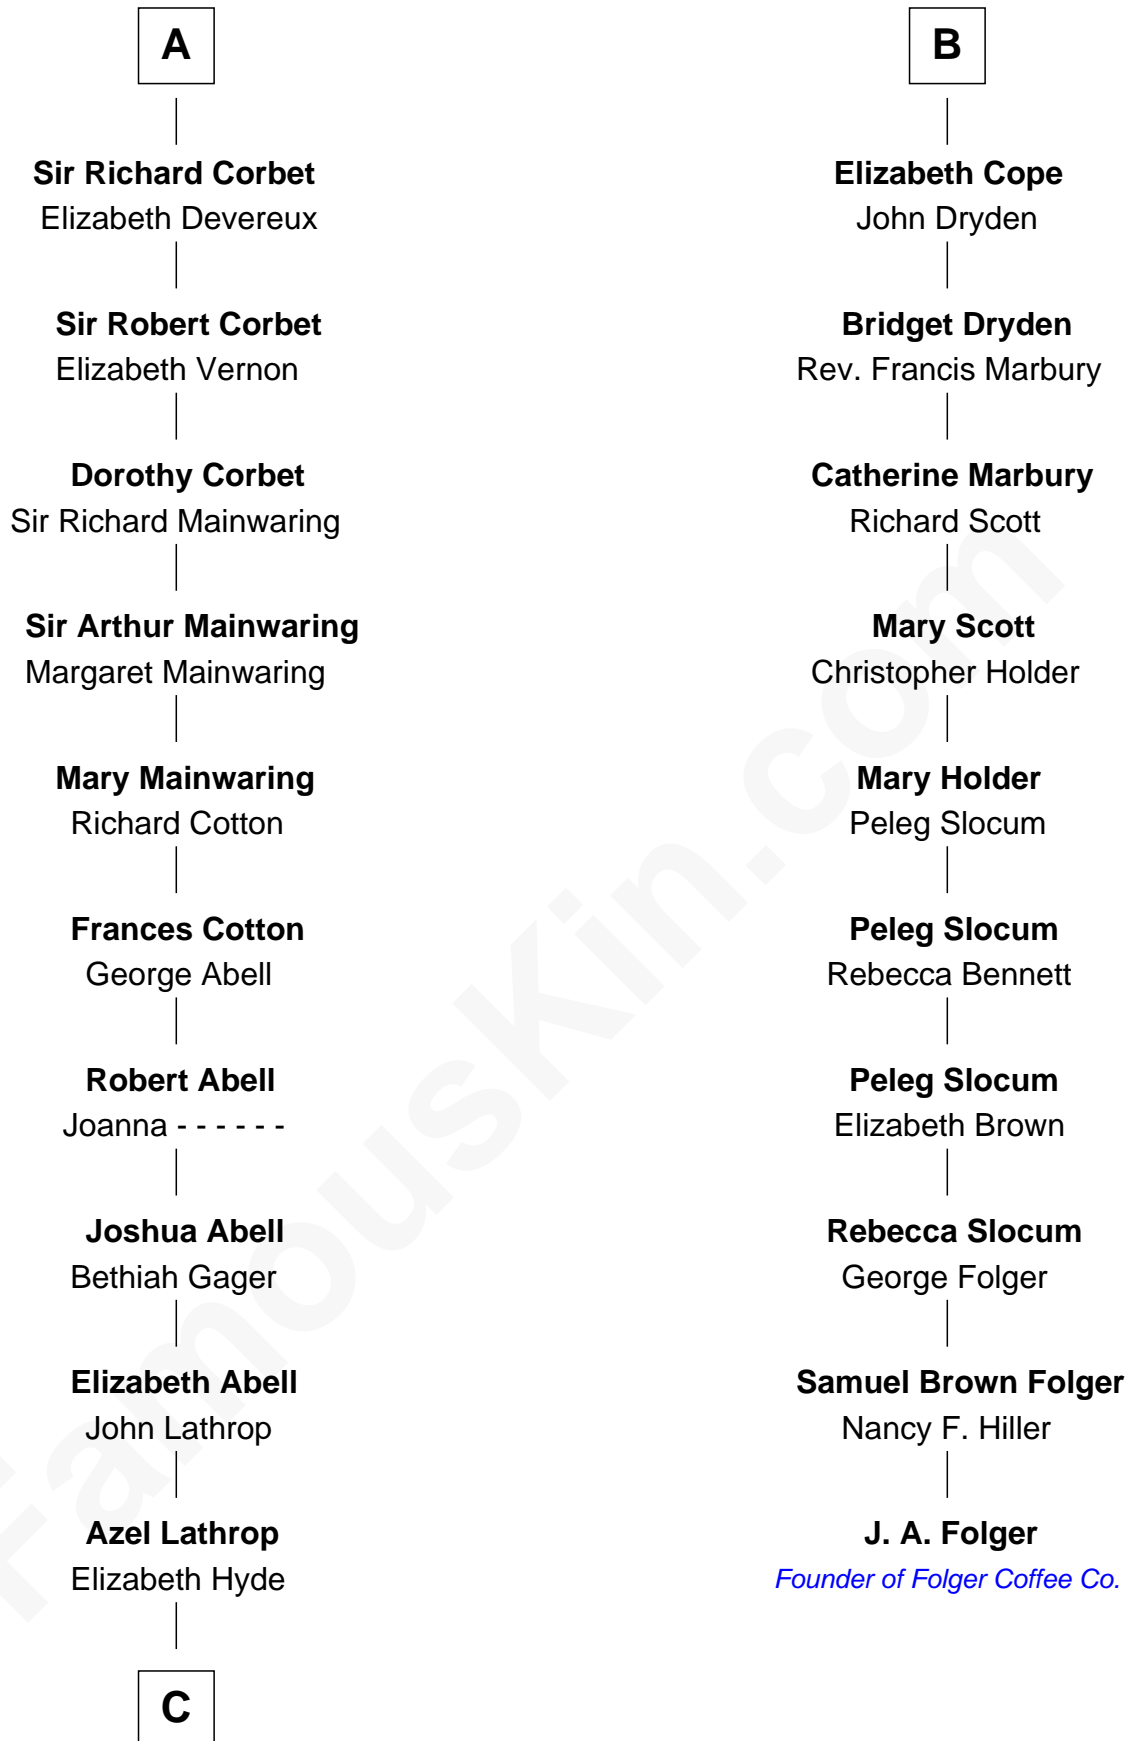 A
Sir Richard Corbet
Elizabeth Devereux
Sir Robert Corbet
Elizabeth Vernon
Dorothy Corbet
Sir Richard Mainwaring
Sir Arthur Mainwaring
Margaret Mainwaring
Mary Mainwaring
Richard Cotton
Frances Cotton
George Abell
Robert Abell
Joanna - - - - - -
Joshua Abell
Bethiah Gager
Elizabeth Abell
John Lathrop
Azel Lathrop
Elizabeth Hyde
C
B
Elizabeth Cope
John Dryden
Bridget Dryden
Rev. Francis Marbury
Catherine Marbury
Richard Scott
Mary Scott
Christopher Holder
Mary Holder
Peleg Slocum
Peleg Slocum
Rebecca Bennett
Peleg Slocum
Elizabeth Brown
Rebecca Slocum
George Folger
Samuel Brown Folger
Nancy F. Hiller
J. A. Folger
Founder of Folger Coffee Co.
FamousKin.com